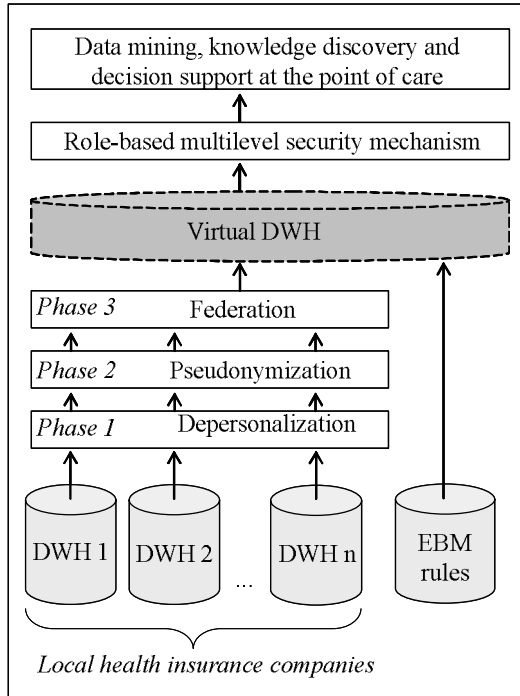 Data mining, knowledge discovery and
decision support at the point of care
Role-based multilevel security mechanism
Virtual DWH
Phase 3 Federation
Phase 2 Pseudonymization
Phase 1 Depersonalization
DWH 1 DWH 2 ... DWH n
EBM
rules
Local health insurance companies